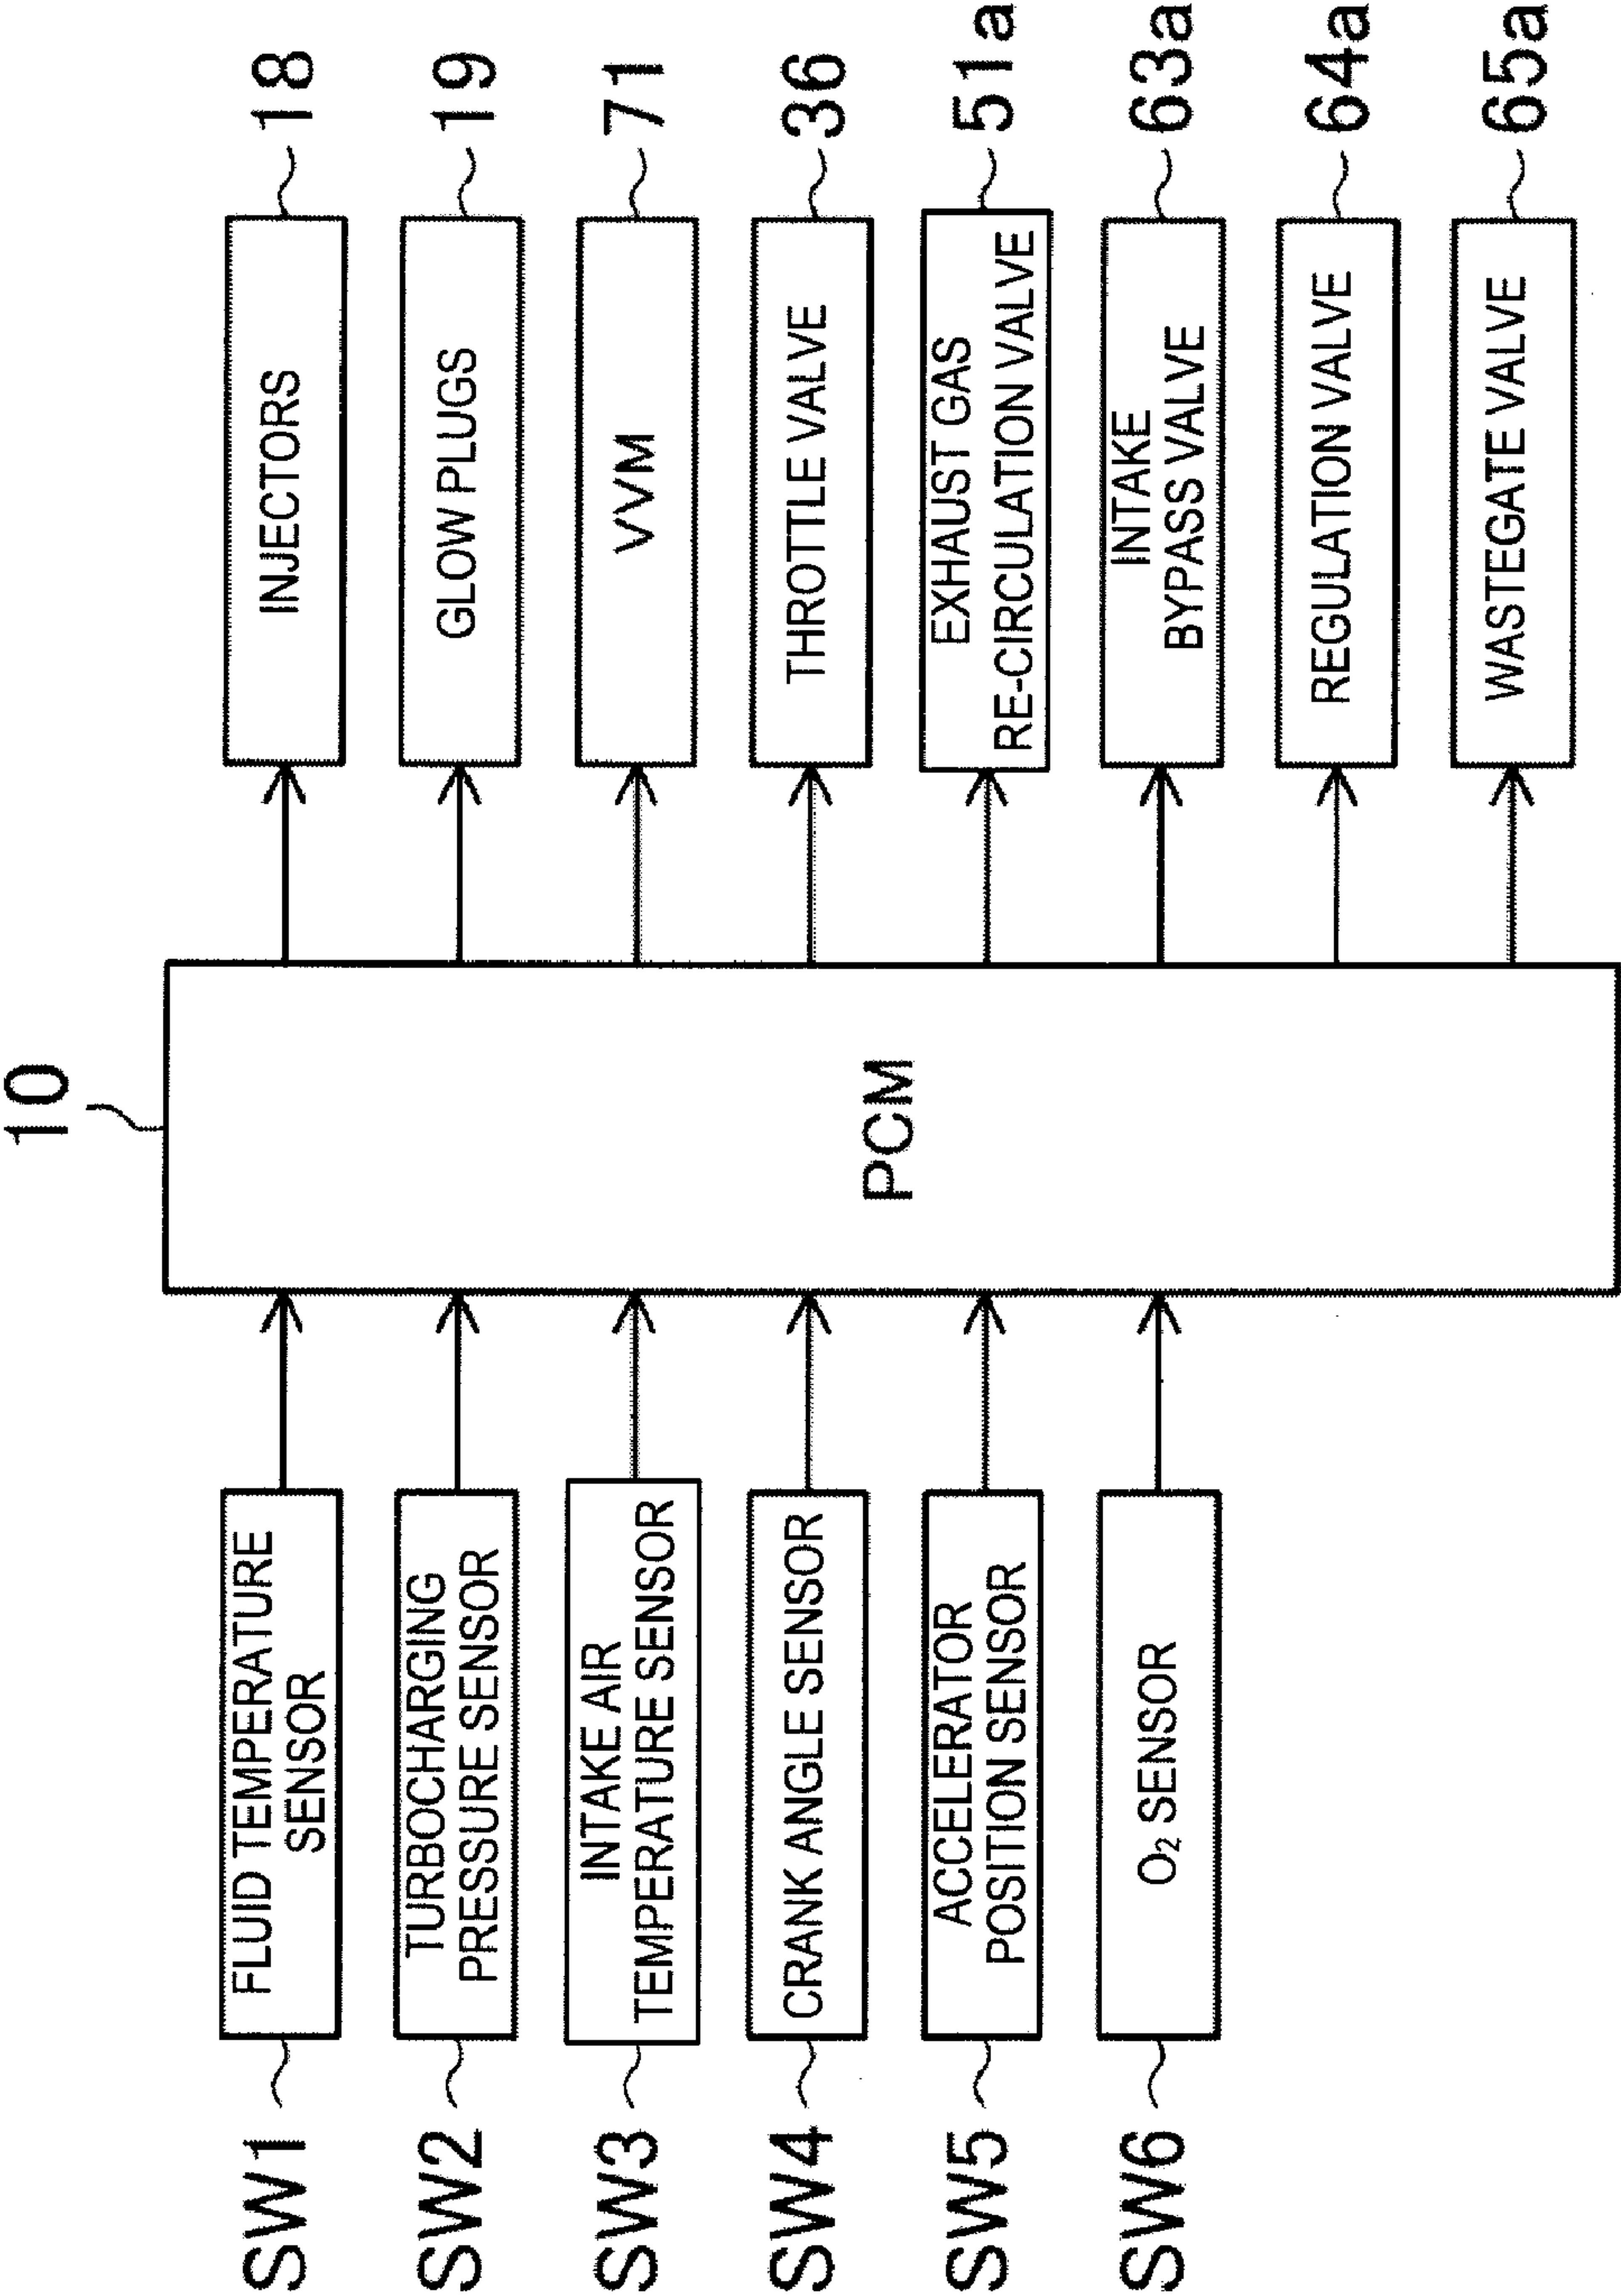 10
SW1
FLUID TEMPERATURE
SENSOR
SW2
TURBOCHARGING
PRESSURE SENSOR
SW3
INTAKE AIR
TEMPERATURE SENSOR
SW4
CRANK ANGLE SENSOR
SW5
ACCELERATOR
POSITION SENSOR
SW6
O₂ SENSOR
PCM
INJECTORS
18
GLOW PLUGS
19
VVM
71
THROTTLE VALVE
36
EXHAUST GAS
RE-CIRCULATION VALVE
51a
INTAKE
BYPASS VALVE
63a
REGULATION VALVE
64a
WASTEGATE VALVE
65a